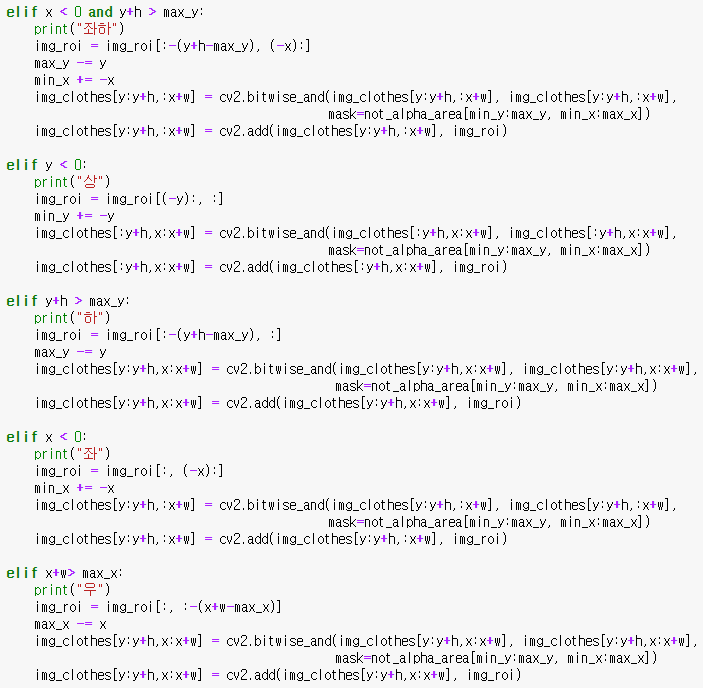 elif x < 0 and y+h > max_y:
    print("좌하")
    img_roi = img_roi[:-(y+h-max_y), (-x):]
    max_y -= y
    min_x += -x
    img_clothes[y:y+h,:x+w] = cv2.bitwise_and(img_clothes[y:y+h,:x+w], img_clothes[y:y+h,:x+w],
                                              mask=not_alpha_area[min_y:max_y, min_x:max_x])
    img_clothes[y:y+h,:x+w] = cv2.add(img_clothes[y:y+h,:x+w], img_roi)

elif y < 0:
    print("상")
    img_roi = img_roi[(-y):, :]
    min_y += -y
    img_clothes[:y+h,x:x+w] = cv2.bitwise_and(img_clothes[:y+h,x:x+w], img_clothes[:y+h,x:x+w],
                                              mask=not_alpha_area[min_y:max_y, min_x:max_x])
    img_clothes[:y+h,x:x+w] = cv2.add(img_clothes[:y+h,x:x+w], img_roi)

elif y+h > max_y:
    print("하")
    img_roi = img_roi[:-(y+h-max_y), :]
    max_y -= y
    img_clothes[y:y+h,x:x+w] = cv2.bitwise_and(img_clothes[y:y+h,x:x+w], img_clothes[y:y+h,x:x+w],
                                               mask=not_alpha_area[min_y:max_y, min_x:max_x])
    img_clothes[y:y+h,x:x+w] = cv2.add(img_clothes[y:y+h,x:x+w], img_roi)

elif x < 0:
    print("좌")
    img_roi = img_roi[:, (-x):]
    min_x += -x
    img_clothes[y:y+h,:x+w] = cv2.bitwise_and(img_clothes[y:y+h,:x+w], img_clothes[y:y+h,:x+w],
                                              mask=not_alpha_area[min_y:max_y, min_x:max_x])
    img_clothes[y:y+h,:x+w] = cv2.add(img_clothes[y:y+h,:x+w], img_roi)

elif x+w> max_x:
    print("우")
    img_roi = img_roi[:, :-(x+w-max_x)]
    max_x -= x
    img_clothes[y:y+h,x:x+w] = cv2.bitwise_and(img_clothes[y:y+h,x:x+w], img_clothes[y:y+h,x:x+w],
                                               mask=not_alpha_area[min_y:max_y, min_x:max_x])
    img_clothes[y:y+h,x:x+w] = cv2.add(img_clothes[y:y+h,x:x+w], img_roi)